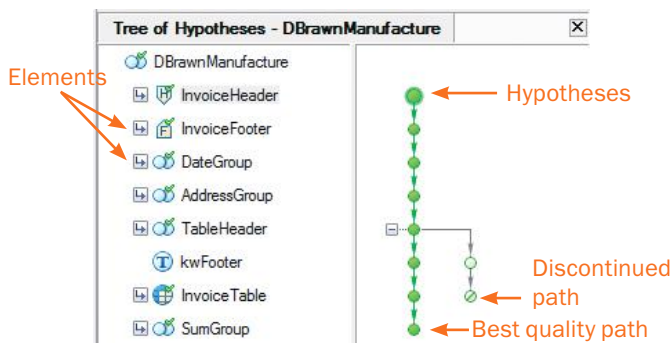 Tree of Hypotheses - DBrawnManufacture
DBrawnManufacture
Elements
InvoiceHeader
Hypotheses
InvoiceFooter
DateGroup
AddressGroup
TableHeader
kwFooter
Discontinued
path
InvoiceTable
SumGroup
Best quality path